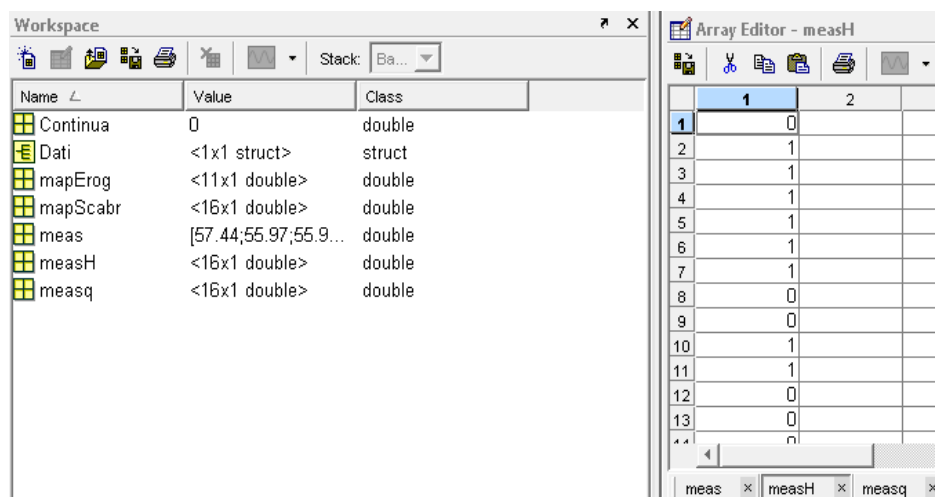 Workspace
Stack: Ba...
Name Value Class
Continua 0 double
Dati <1x1 struct> struct
mapErog <11x1 double> double
mapScabr <16x1 double> double
meas [57.44;55.97;55.9... double
measH <16x1 double> double
measq <16x1 double> double
Array Editor - measH
1 2
1 0
2 1
3 1
4 1
5 1
6 1
7 1
8 0
9 0
10 1
11 1
12 0
13 0
14 0
meas measH measq